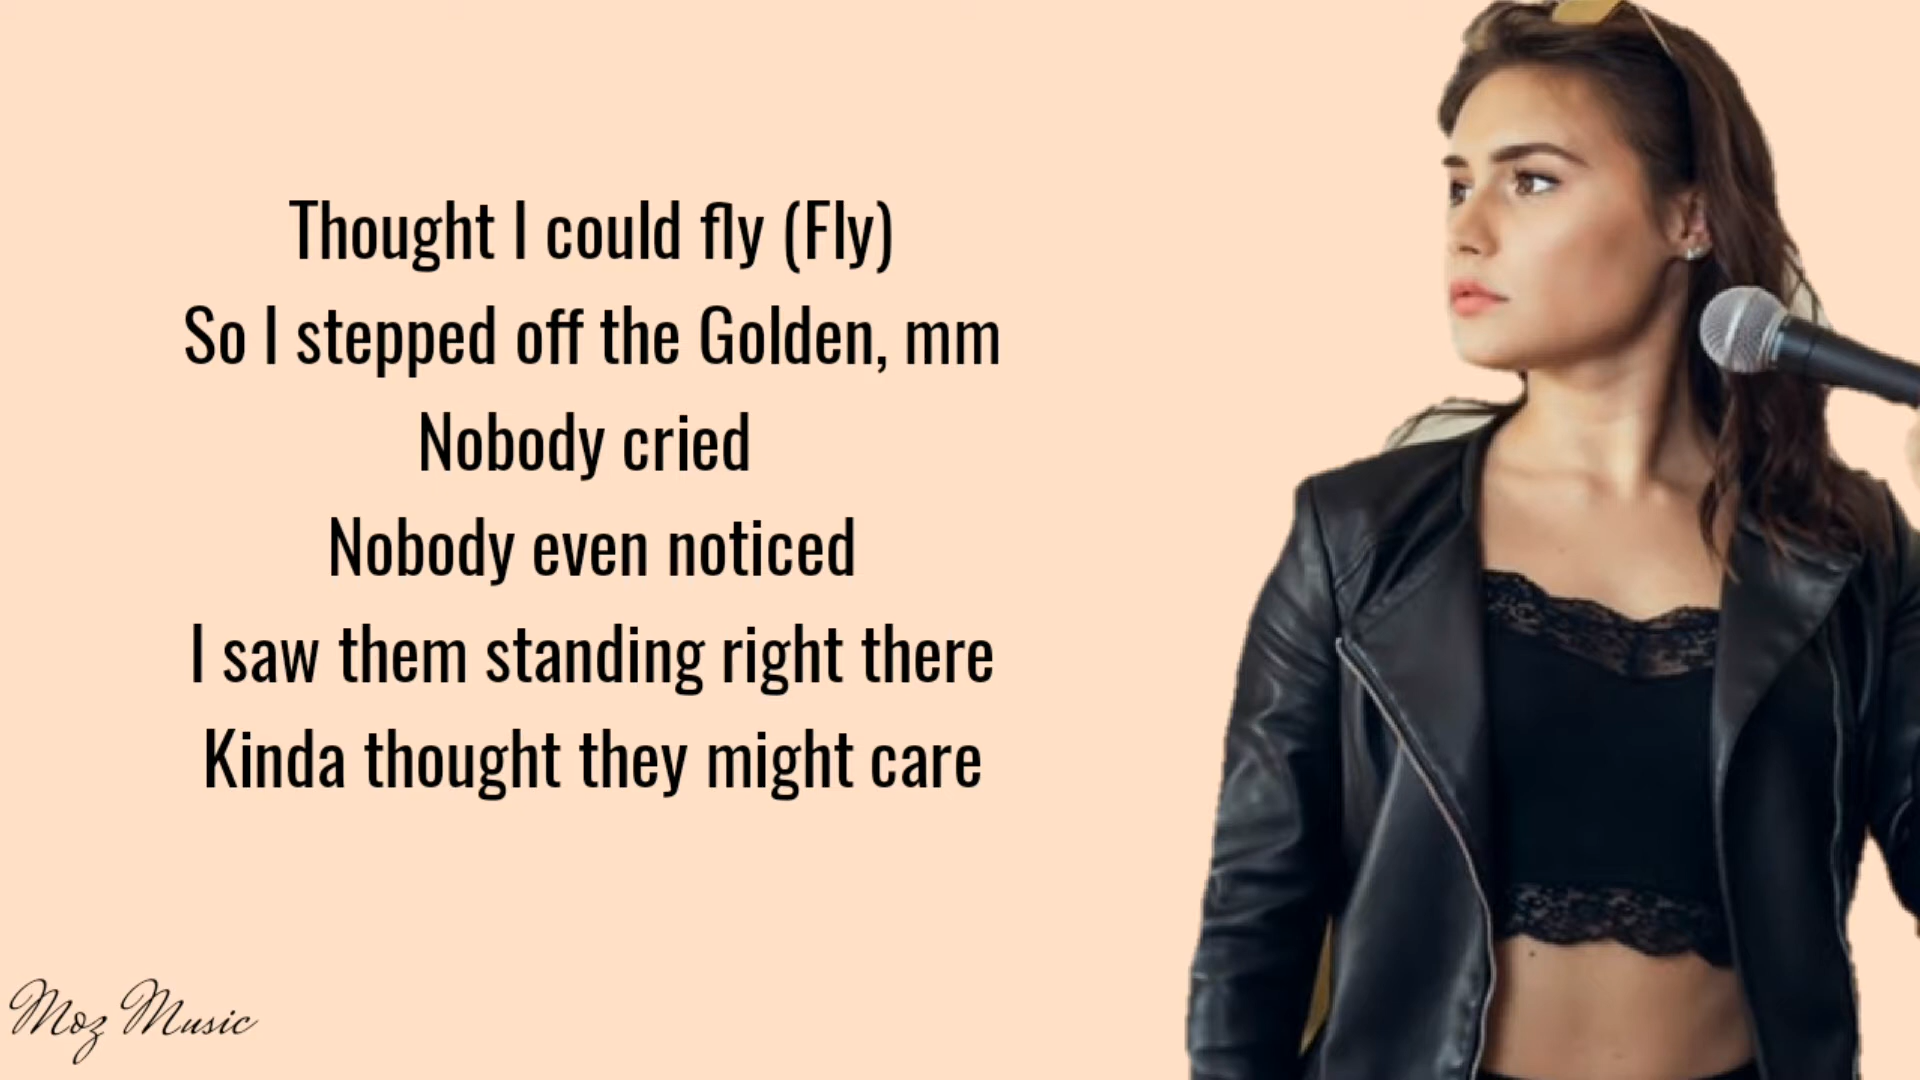 Thought I could fly (Fly)
So I stepped off the Golden, mm
Nobody cried
Nobody even noticed
I saw them standing right there
Kinda thought they might care
Moz Music